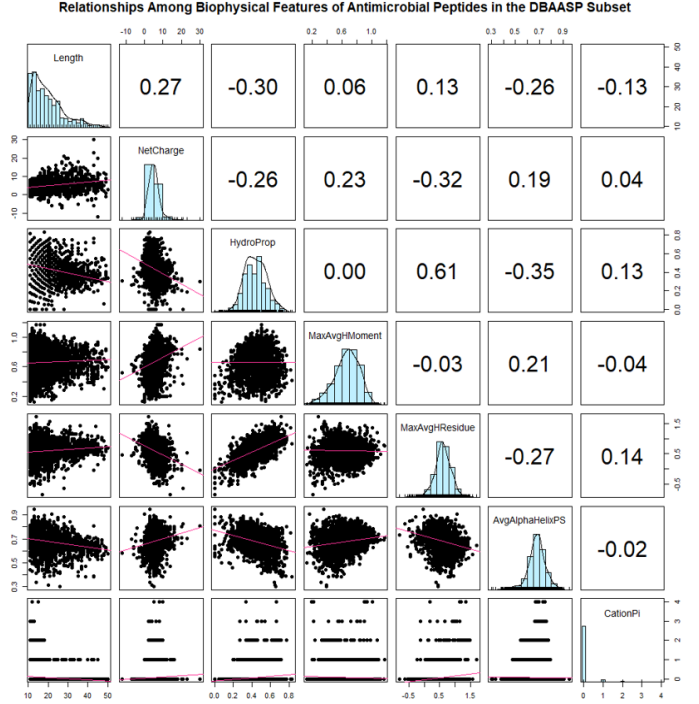 Relationships Among Biophysical Features of Antimicrobial Peptides in the DBAASP Subset
-10 0 10 20 30 0.2 0.6 1.0 0.3 0.5 0.7 0.9
Length 0.27 -0.30 0.06 0.13 -0.26 -0.13 10 20 30 40 50
-10 0 10 20 30 NetCharge -0.26 0.23 -0.32 0.19 0.04
HydroProp 0.00 0.61 -0.35 0.13 0.0 0.2 0.4 0.6 0.8
0.2 0.6 1.0 MaxAvgHMoment -0.03 0.21 -0.04
MaxAvgHResidue -0.27 0.14 -0.5 0.5 1.5
0.3 0.5 0.7 0.9 AvgAlphaHelixPS -0.02
CationPi 0 1 2 3 4
10 20 30 40 50 0.0 0.2 0.4 0.6 0.8 -0.5 0.5 1.5 0 1 2 3 4